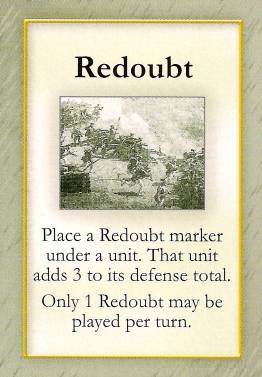 Redoubt
Place a Redoubt marker
under a unit. That unit
adds 3 to its defense total.
Only 1 Redoubt may be
played per turn.